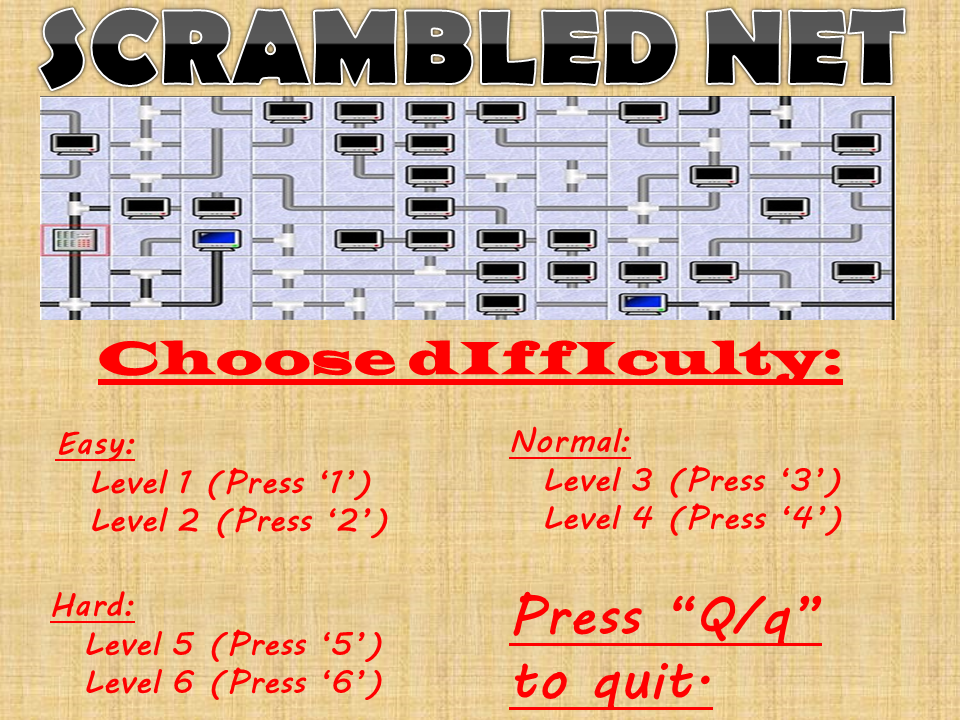 SCRAMBLED NET
Choose dIffIculty:
Easy:
Level 1 (Press ‘1’)
Level 2 (Press ‘2’)
Normal:
Level 3 (Press ‘3’)
Level 4 (Press ‘4’)
Hard:
Level 5 (Press ‘5’)
Level 6 (Press ‘6’)
Press “Q/q”
to quit.